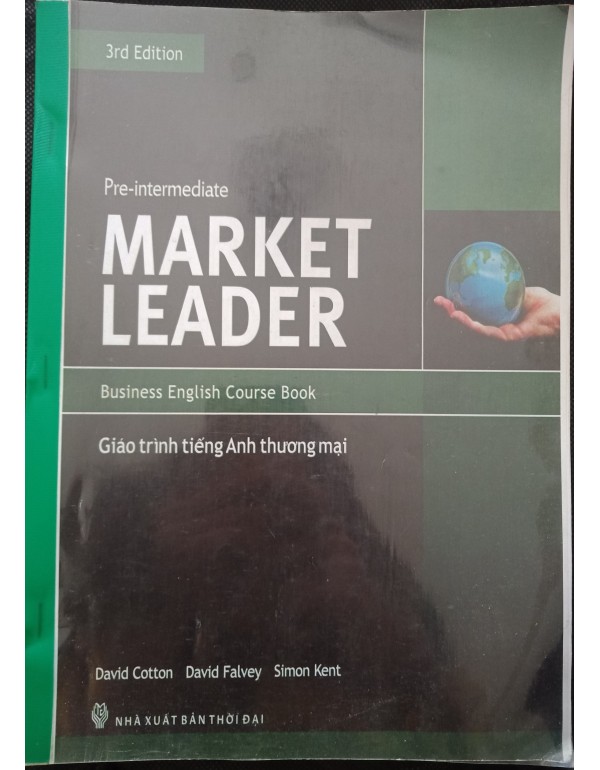 3rd Edition
Pre-intermediate
MARKET
LEADER
Business English Course Book
Giáo trình tiếng Anh thương mại
David Cotton David Falvey Simon Kent
NHÀ XUẤT BẢN THỜI ĐẠI